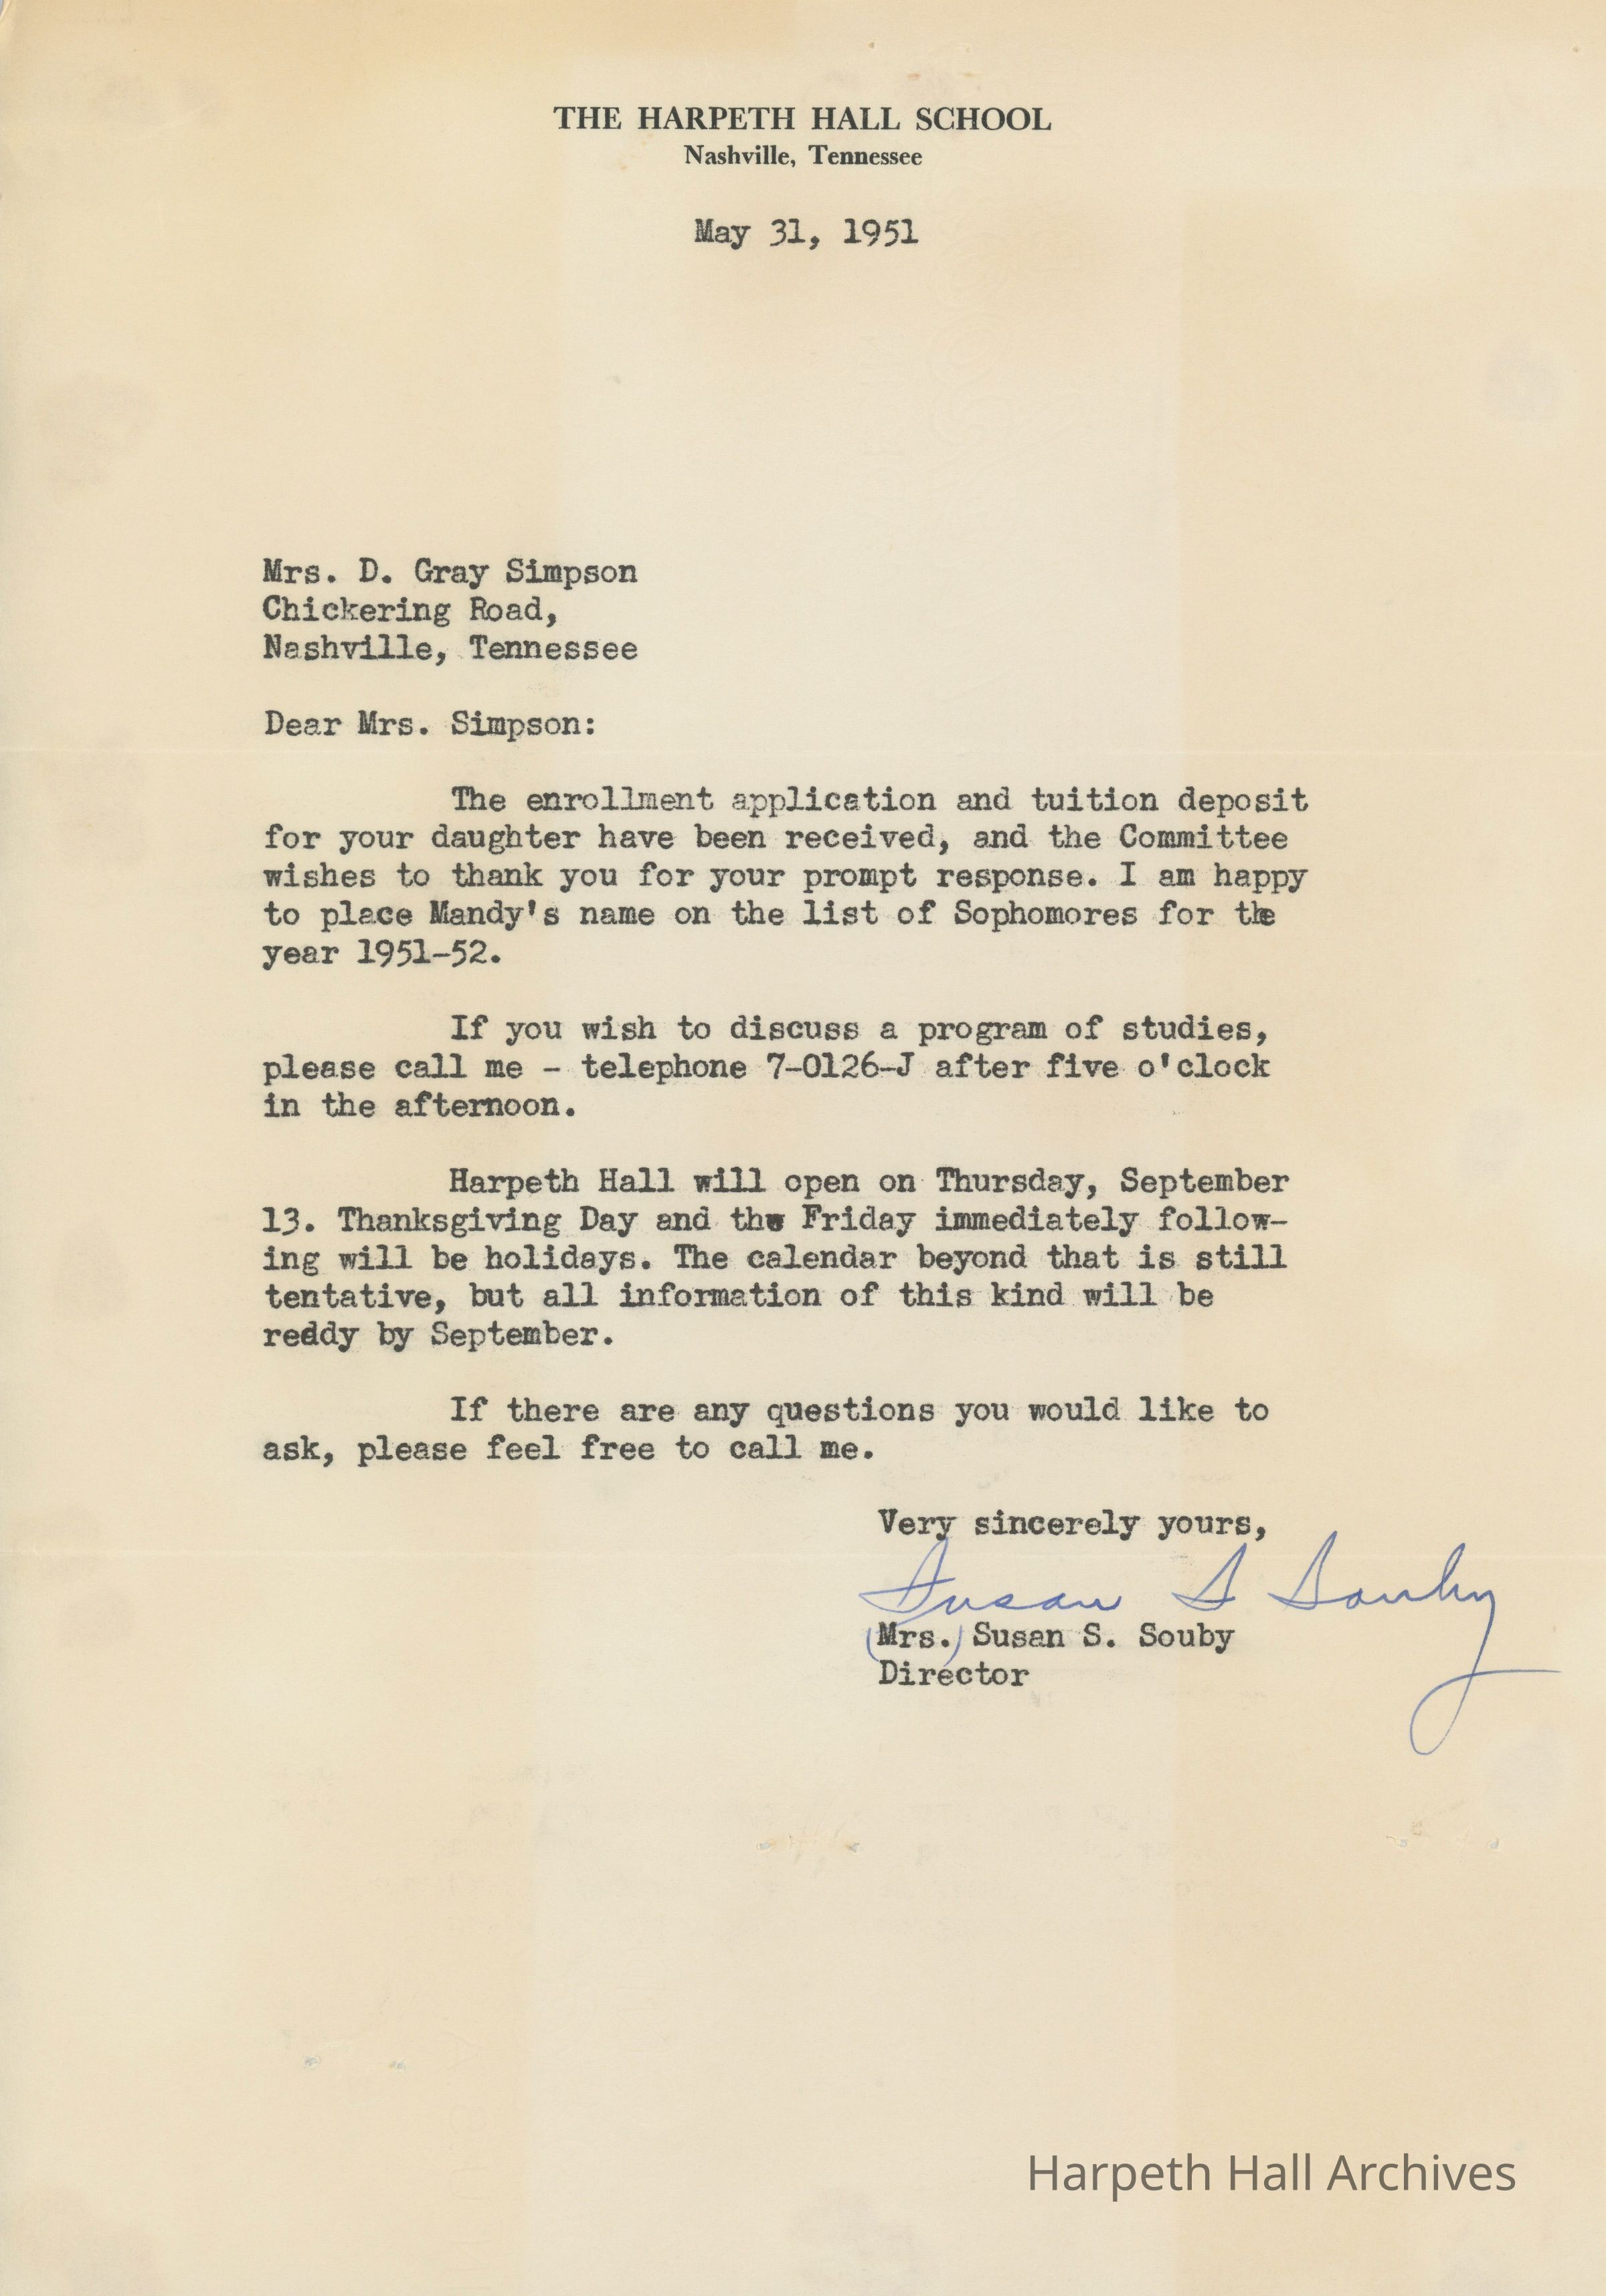 THE HARPETH HALL SCHOOL
Nashville, Tennessee
May 31, 1951
Mrs. D. Gray Simpson
Chickering Road,
Nashville, Tennessee
Dear Mrs. Simpson:
The enrollment application and tuition deposit
for your daughter have been received, and the Committee
wishes to thank you for your prompt response. I am happy
to place Mandy's name on the list of Sophomores for the
year 1951-52.
If you wish to discuss a program of studies,
please call me - telephone 7-0126-J after five o'clock
in the afternoon.
Harpeth Hall will open on Thursday, September
13. Thanksgiving Day and the Friday immediately follow-
ing will be holidays. The calendar beyond that is still
tentative, but all information of this kind will be
ready by September.
If there are any questions you would like to
ask, please feel free to call me.
Very sincerely yours,
Susan S Souby
(Mrs.) Susan S. Souby
Director
Harpeth Hall Archives